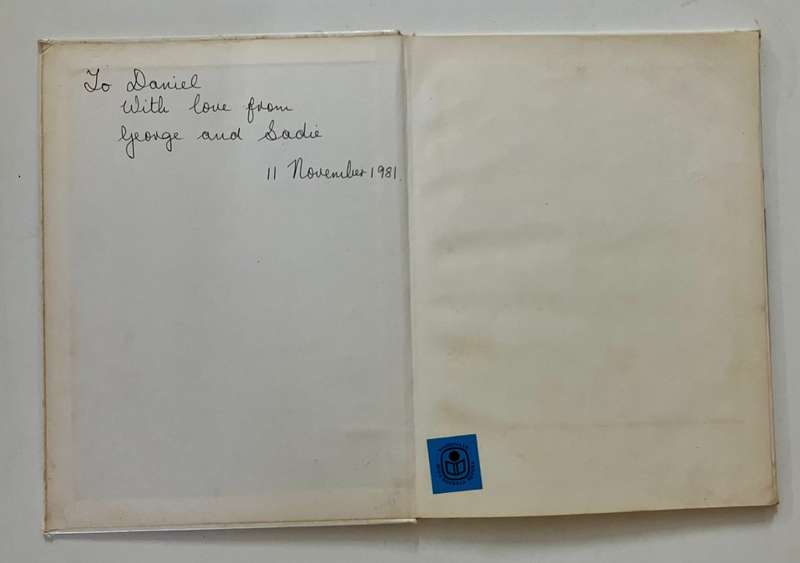 To Daniel
With love from
George and Sadie
11 November 1981.